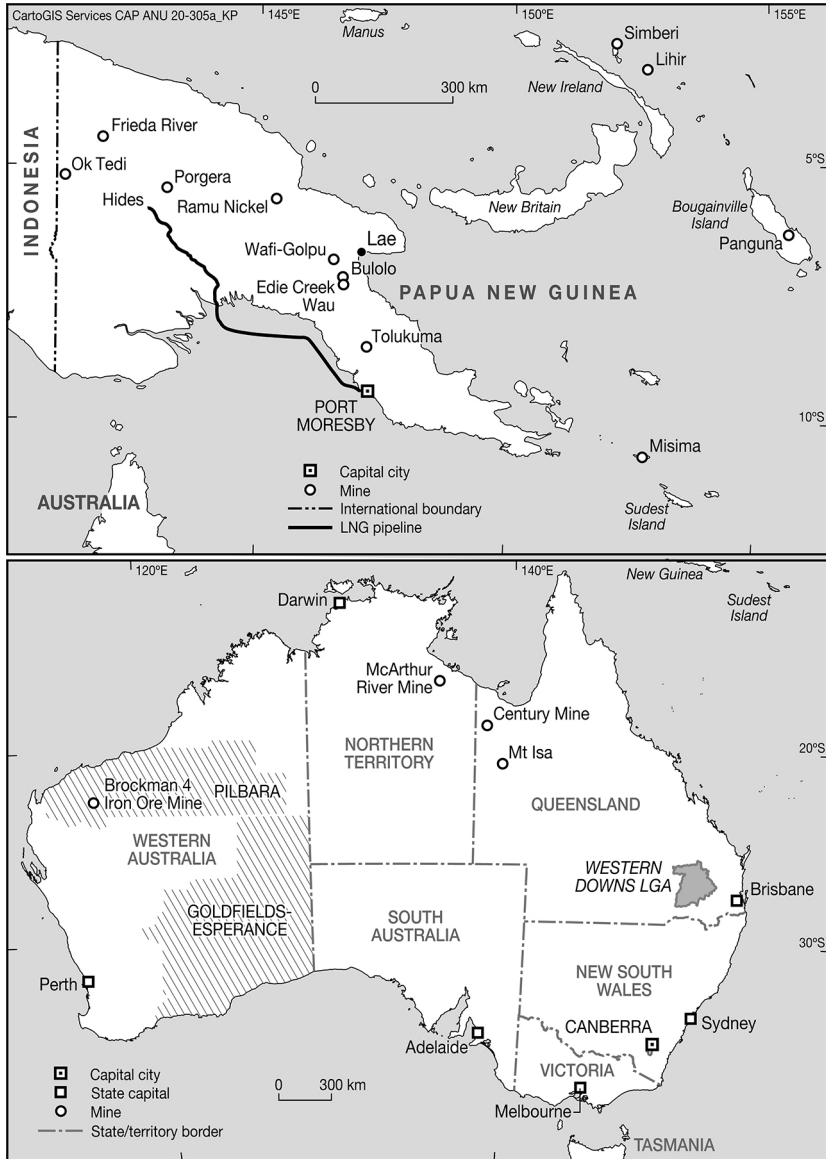 CartoGIS Services CAP ANU 20-305a_KP
145°E
150°E
155°E
Manus
Simberi
Lihir
0
300 km
New Ireland
Frieda River
INDONESIA
Ok Tedi
Porgera
5°S
Hides
Ramu Nickel
New Britain
Bougainville
Island
Panguna
Lae
Wafi-Golpu
Bulolo
Edie Creek
Wau
PAPUA NEW GUINEA
Tolukuma
PORT
MORESBY
10°S
Misima
Capital city
Mine
International boundary
LNG pipeline
AUSTRALIA
Sudest
Island
120°E
140°E
New Guinea
Sudest
Island
Darwin
McArthur
River Mine
Century Mine
NORTHERN
TERRITORY
Mt Isa
20°S
Brockman 4
Iron Ore Mine
PILBARA
QUEENSLAND
WESTERN
AUSTRALIA
WESTERN
DOWNS LGA
Brisbane
GOLDFIELDS-
ESPERANCE
SOUTH
AUSTRALIA
30°S
NEW SOUTH
WALES
Perth
CANBERRA
Sydney
Adelaide
VICTORIA
Melbourne
Capital city
State capital
Mine
State/territory border
0
300 km
TASMANIA